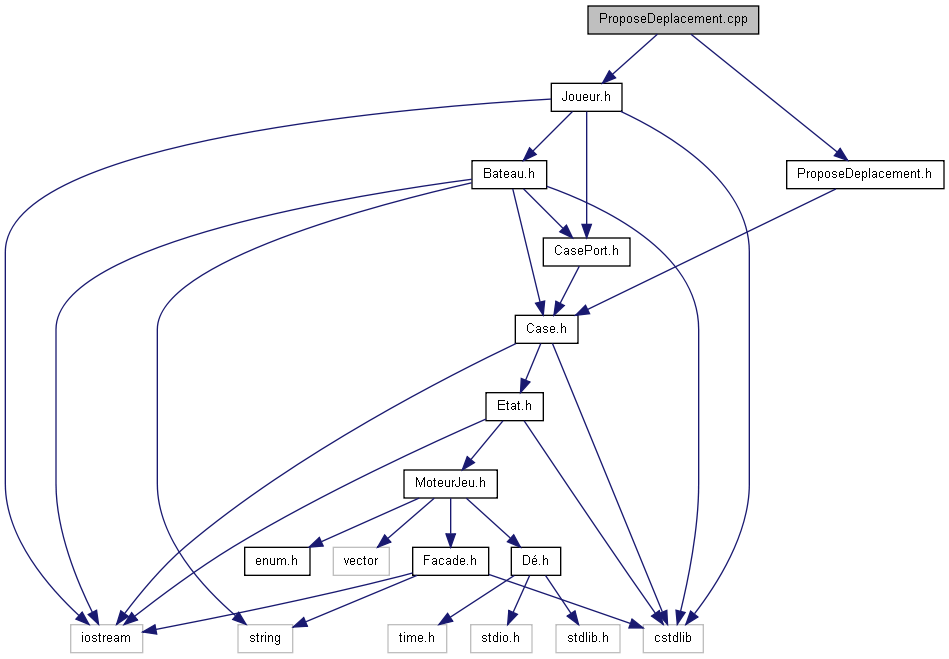 ProposeDeplacement.cpp
Joueur.h
Bateau.h
ProposeDeplacement.h
CasePort.h
Case.h
Etat.h
MoteurJeu.h
enum.h
vector
Facade.h
Dé.h
iostream
string
time.h
stdio.h
stdlib.h
cstdlib